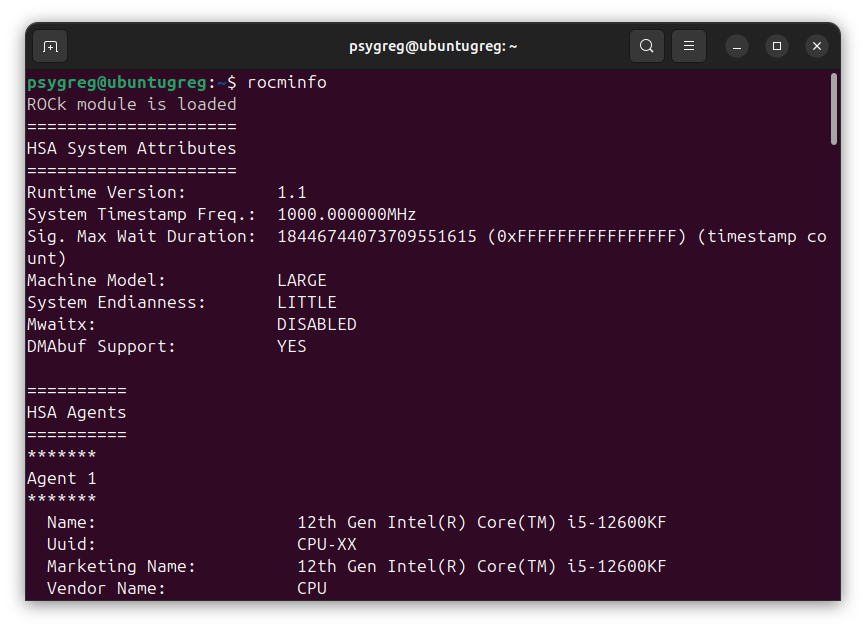 psygreg@ubuntugreg: ~
psygreg@ubuntugreg:~$ rocminfo
ROCk module is loaded
=====================
HSA System Attributes
=====================
Runtime Version:         1.1
System Timestamp Freq.:  1000.000000MHz
Sig. Max Wait Duration:  18446744073709551615 (0xFFFFFFFFFFFFFFFF) (timestamp co
unt)
Machine Model:           LARGE
System Endianness:       LITTLE
Mwaitx:                  DISABLED
DMAbuf Support:          YES
==========
HSA Agents
==========
*******
Agent 1
*******
  Name:                    12th Gen Intel(R) Core(TM) i5-12600KF
  Uuid:                    CPU-XX
  Marketing Name:          12th Gen Intel(R) Core(TM) i5-12600KF
  Vendor Name:             CPU